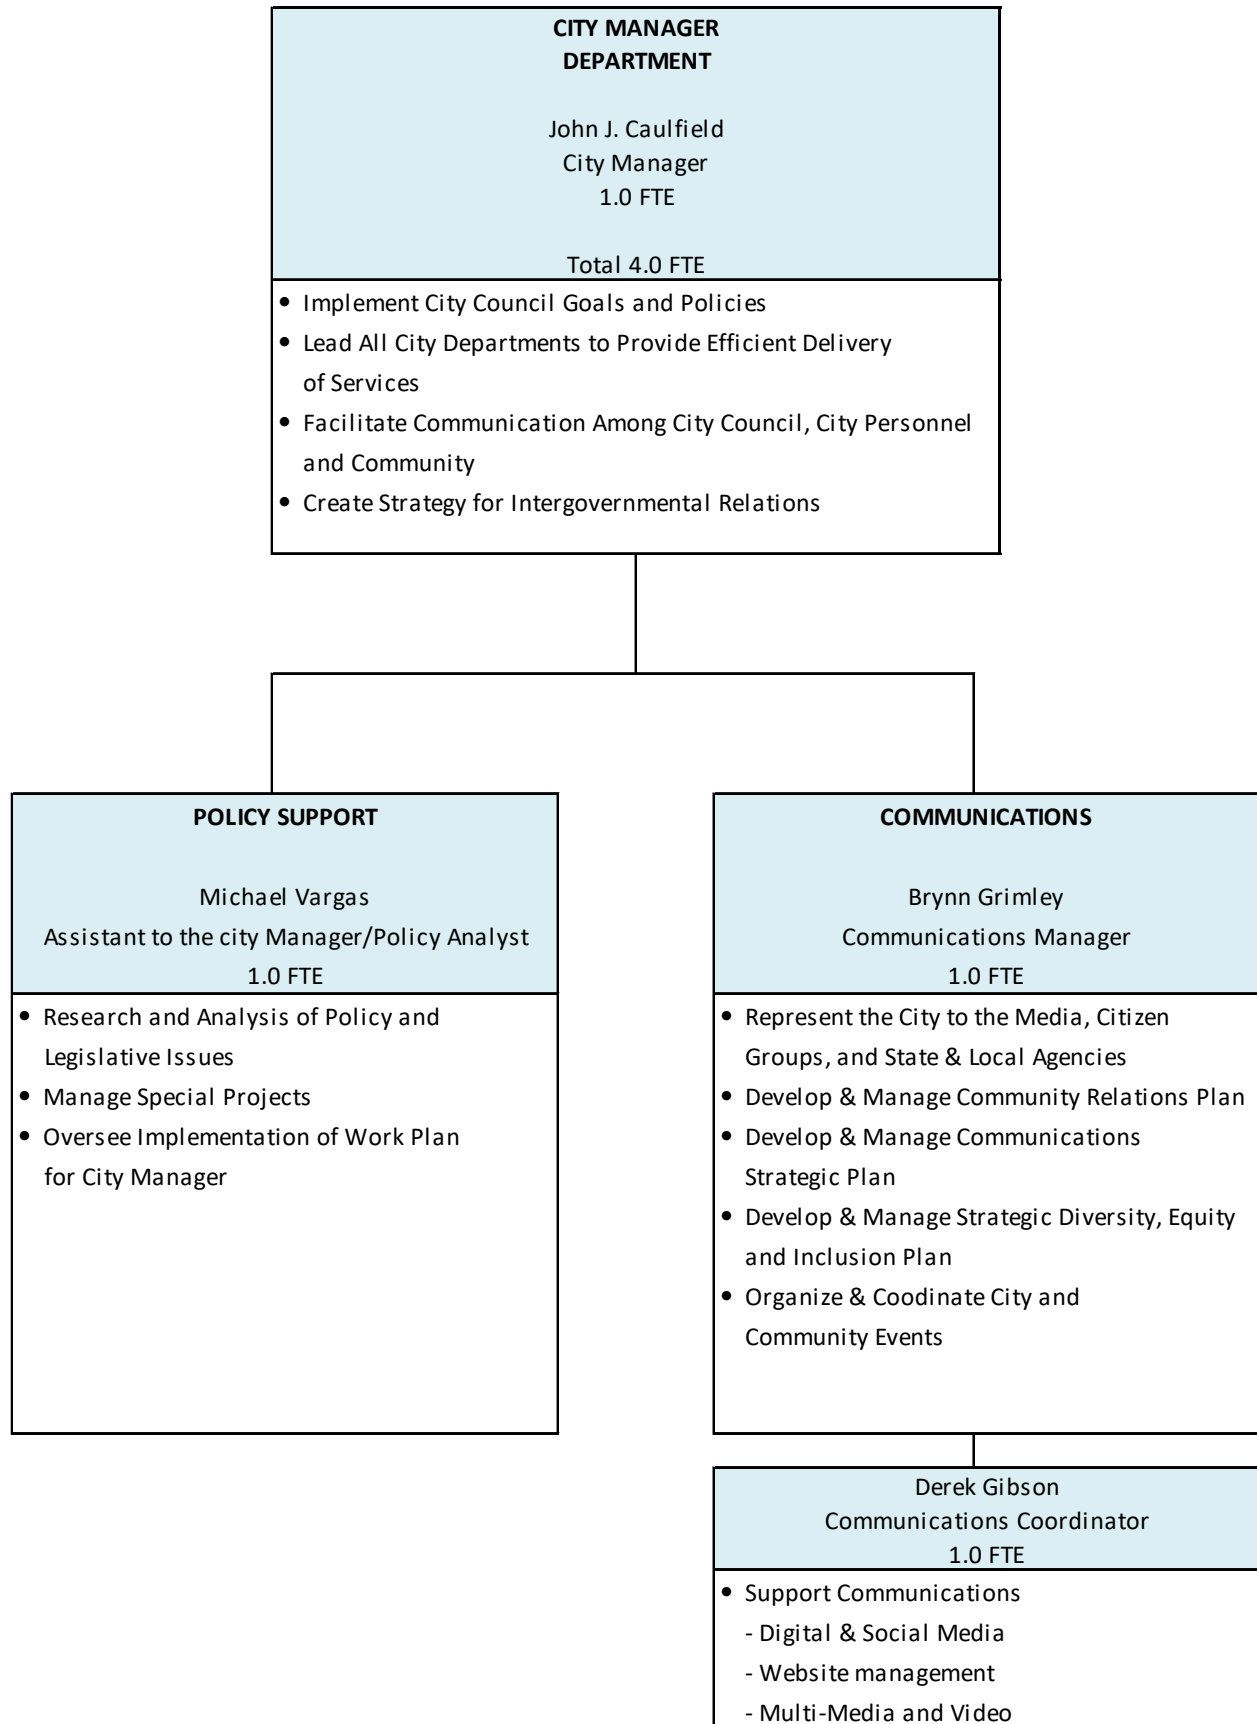 CITY MANAGER
DEPARTMENT
John J. Caulfield
City Manager
1.0 FTE
Total 4.0 FTE
• Implement City Council Goals and Policies
• Lead All City Departments to Provide Efficient Delivery
of Services
• Facilitate Communication Among City Council, City Personnel
and Community
• Create Strategy for Intergovernmental Relations
POLICY SUPPORT
Michael Vargas
Assistant to the city Manager/Policy Analyst
1.0 FTE
• Research and Analysis of Policy and
Legislative Issues
• Manage Special Projects
• Oversee Implementation of Work Plan
for City Manager
COMMUNICATIONS
Brynn Grimley
Communications Manager
1.0 FTE
• Represent the City to the Media, Citizen
Groups, and State & Local Agencies
• Develop & Manage Community Relations Plan
• Develop & Manage Communications
Strategic Plan
• Develop & Manage Strategic Diversity, Equity
and Inclusion Plan
• Organize & Coodinate City and
Community Events
Derek Gibson
Communications Coordinator
1.0 FTE
• Support Communications
- Digital & Social Media
- Website management
- Multi-Media and Video